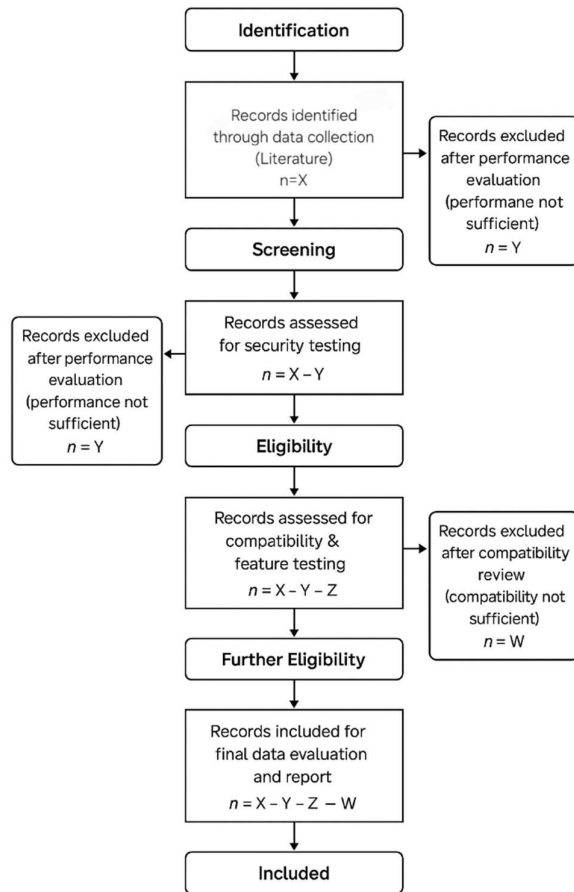 Identification
Records identified
through data collection
(Literature)
n=X
Records excluded
after performance
evaluation
(performane not
sufficient)
n = Y
Screening
Records assessed
for security testing
n = X – Y
Records excluded
after performance
evaluation
(performance not
sufficient)
n = Y
Eligibility
Records assessed for
compatibility &
feature testing
n = X – Y – Z
Records excluded
after compatibility
review
(compatibility not
sufficient)
n = W
Further Eligibility
Records included for
final data evaluation
and report
n = X – Y – Z – W
Included